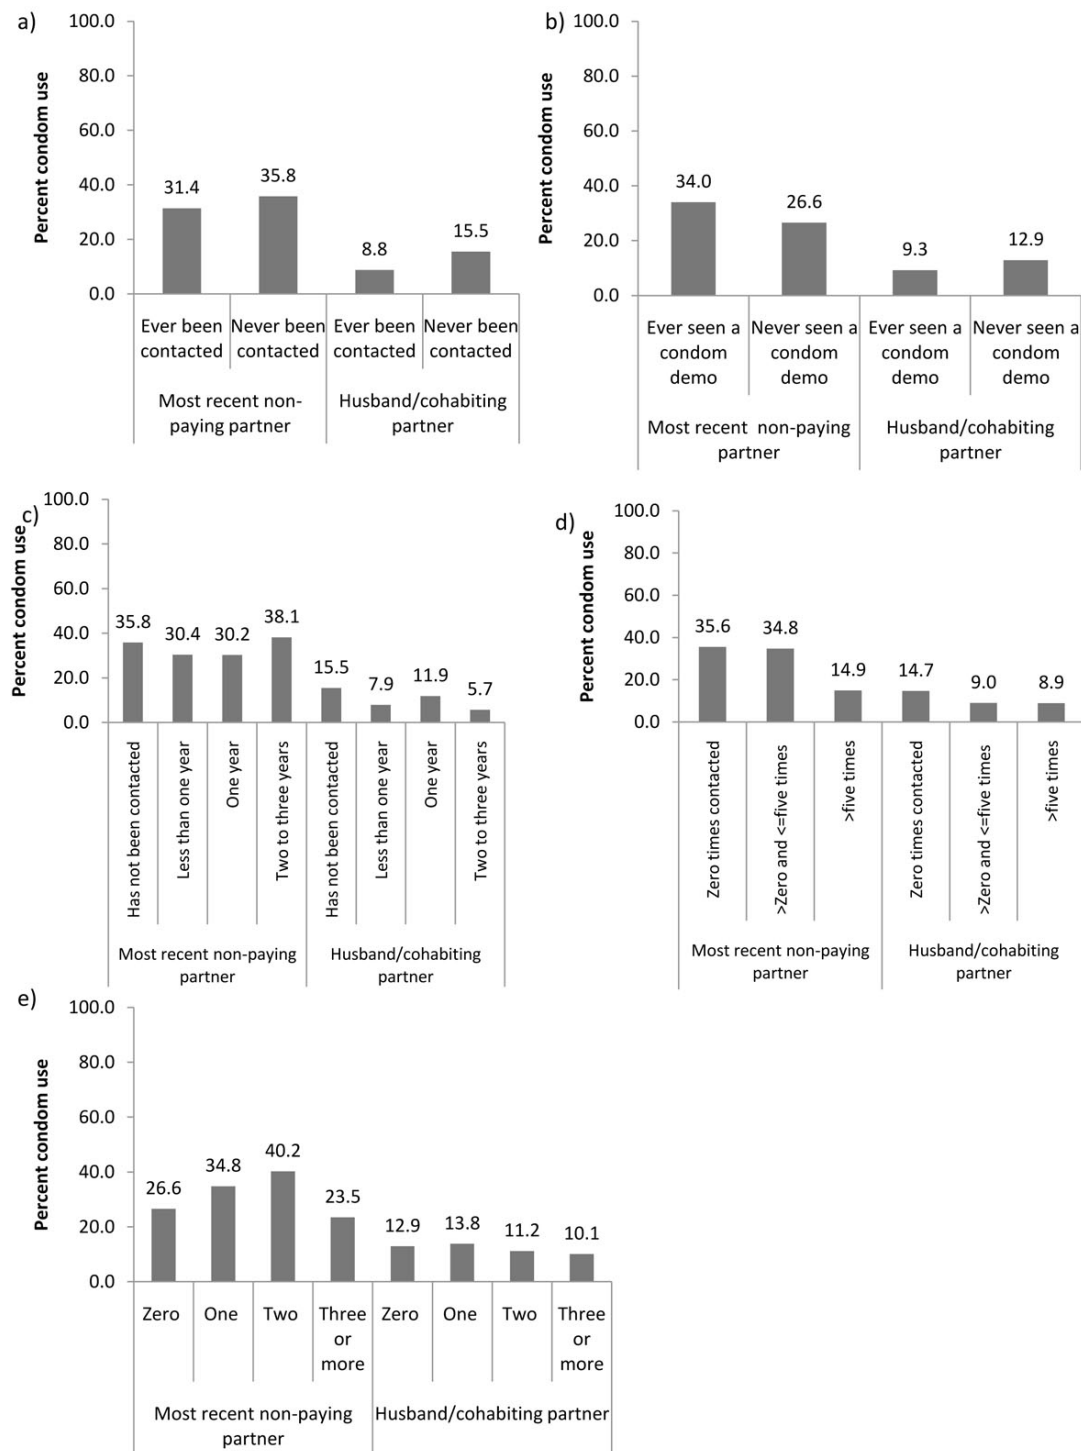 a)
Percent condom use
100.0
80.0
60.0
40.0
20.0
0.0
31.4
35.8
8.8
15.5
Ever been
contacted
Never been
contacted
Ever been
contacted
Never been
contacted
Most recent non-
paying partner
Husband/cohabiting
partner
b)
Percent condom use
100.0
80.0
60.0
40.0
20.0
0.0
34.0
26.6
9.3
12.9
Ever seen a
condom
demo
Never seen a
condom
demo
Ever seen a
condom
demo
Never seen a
condom
demo
Most recent non-paying
partner
Husband/cohabiting
partner
c)
Percent condom use
100.0
80.0
60.0
40.0
20.0
0.0
35.8
30.4
30.2
38.1
15.5
7.9
11.9
5.7
Has not been contacted
Less than one year
One year
Two to three years
Has not been contacted
Less than one year
One year
Two to three years
Most recent non-paying
partner
Husband/cohabiting
partner
d)
Percent condom use
100.0
80.0
60.0
40.0
20.0
0.0
35.6
34.8
14.9
14.7
9.0
8.9
Zero times contacted
>Zero and <=five times
>five times
Zero times contacted
>Zero and <=five times
>five times
Most recent non-paying
partner
Husband/cohabiting
partner
e)
Percent condom use
100.0
80.0
60.0
40.0
20.0
0.0
26.6
34.8
40.2
23.5
12.9
13.8
11.2
10.1
Zero
One
Two
Three
or
more
Zero
One
Two
Three
or
more
Most recent non-paying
partner
Husband/cohabiting partner